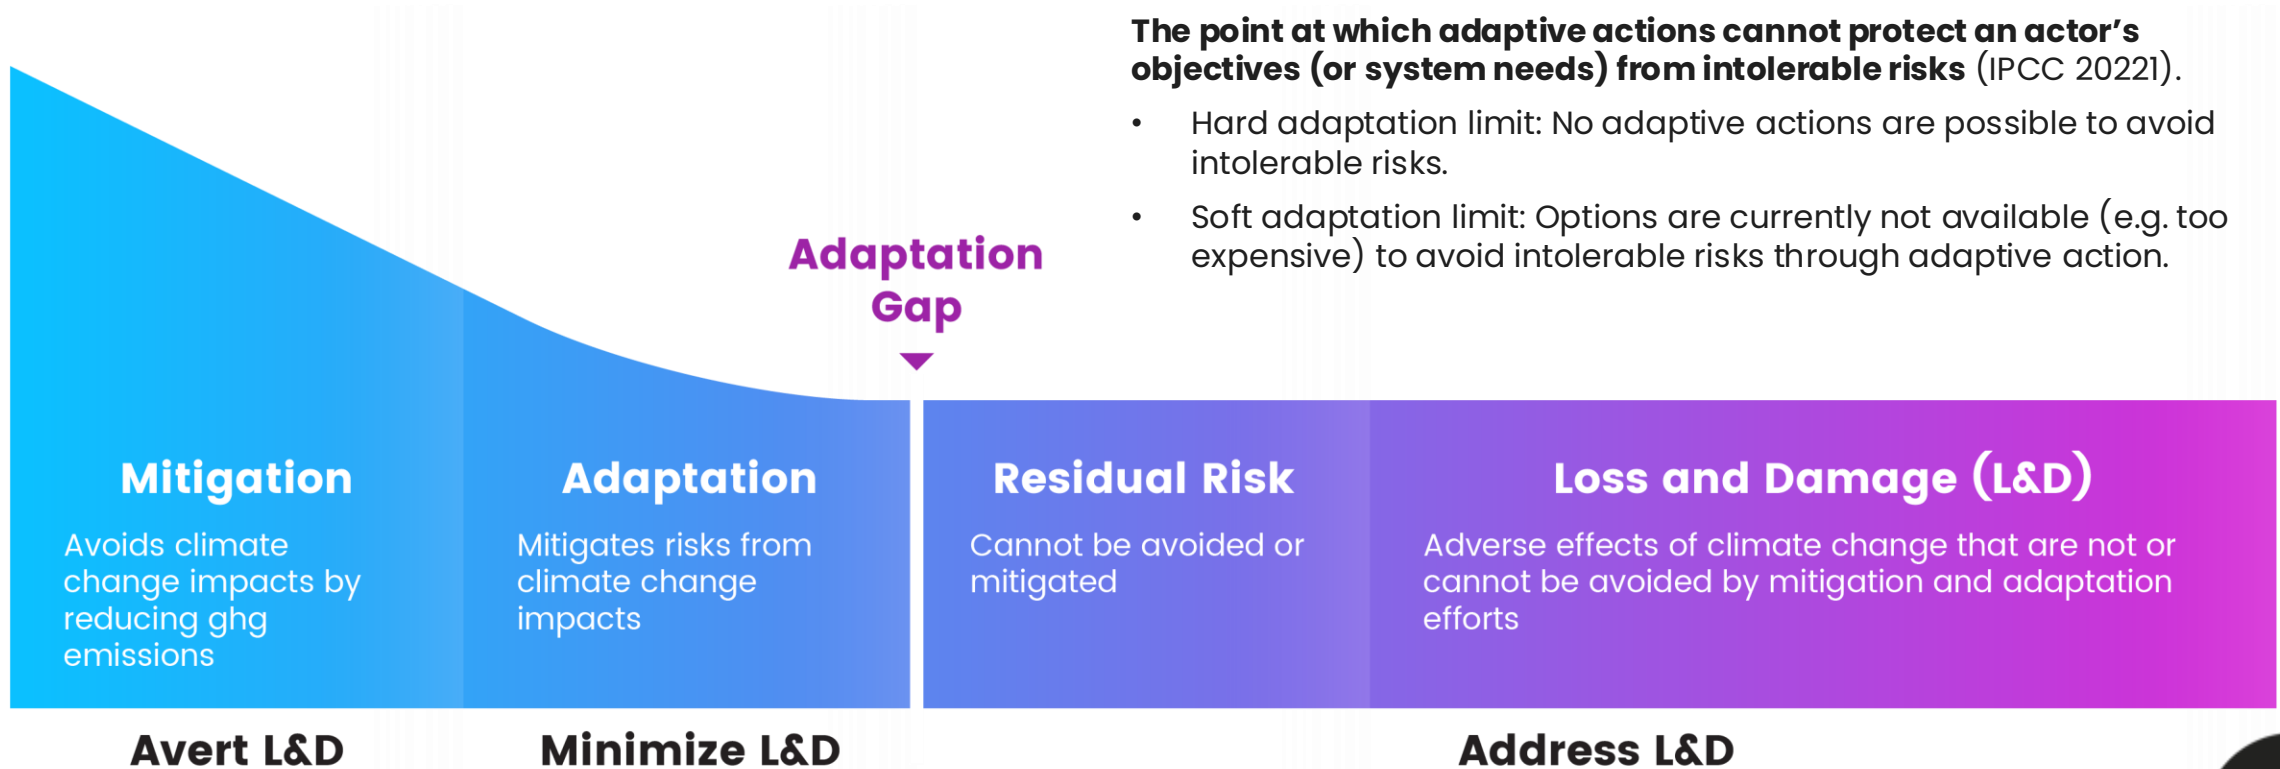 The point at which adaptive actions cannot protect an actor’s
objectives (or system needs) from intolerable risks (IPCC 20221).
• Hard adaptation limit: No adaptive actions are possible to avoid
intolerable risks.
• Soft adaptation limit: Options are currently not available (e.g. too
expensive) to avoid intolerable risks through adaptive action.
Adaptation
Gap
Mitigation
Avoids climate
change impacts by
reducing ghg
emissions
Adaptation
Mitigates risks from
climate change
impacts
Residual Risk
Cannot be avoided or
mitigated
Loss and Damage (L&D)
Adverse effects of climate change that are not or
cannot be avoided by mitigation and adaptation
efforts
Avert L&D
Minimize L&D
Address L&D